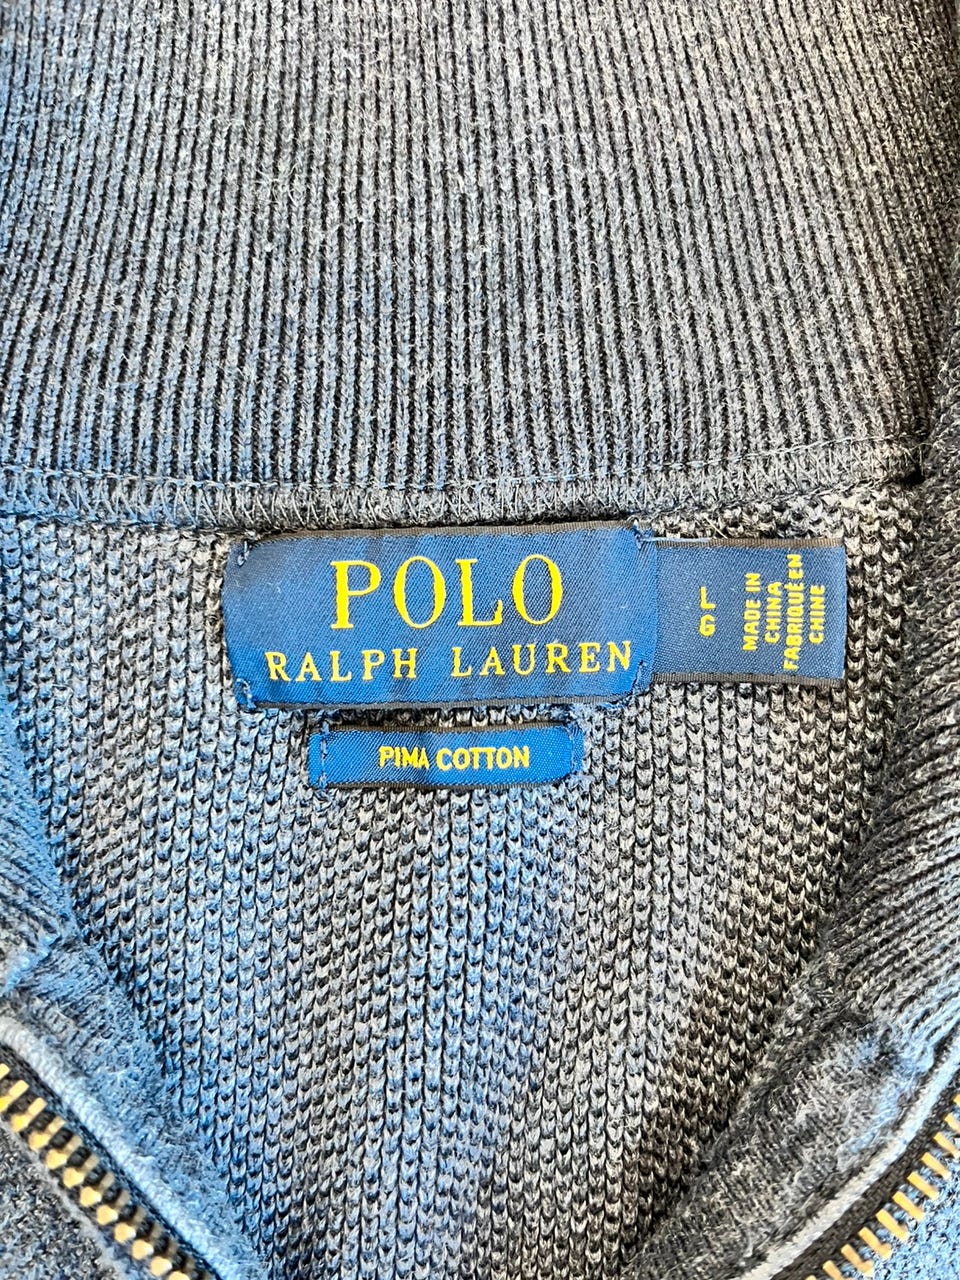 POLO
RALPH LAUREN
L
G
MADE IN
CHINA
FABRIQUÉ EN
CHINE
PIMA COTTON